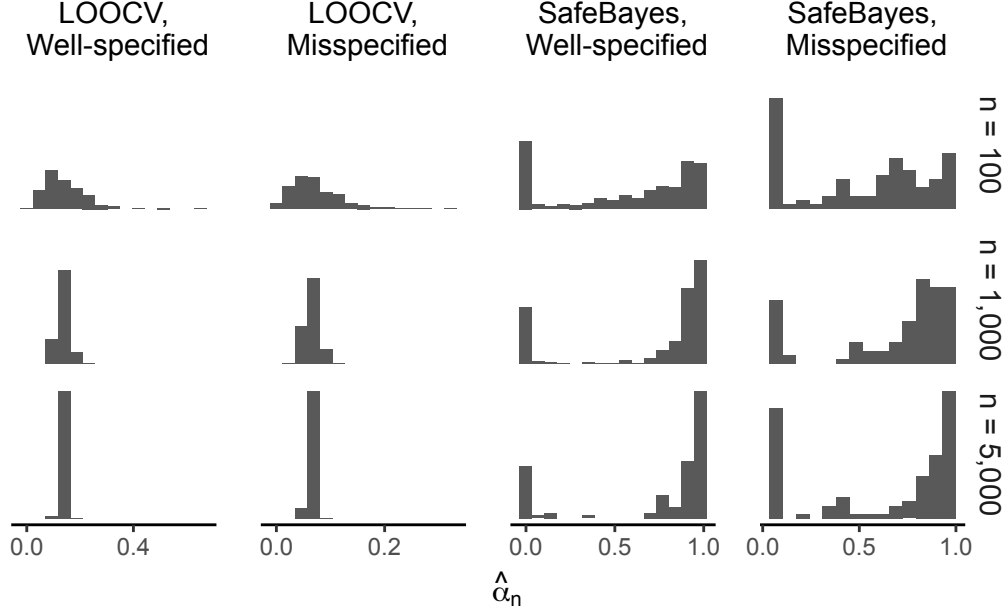 LOOCV,
Well-specified
LOOCV,
Misspecified
SafeBayes,
Well-specified
SafeBayes,
Misspecified
n = 100
n = 1,000
n = 5,000
0.0 0.4
0.0 0.2
0.0 0.5 1.0
0.0 0.5 1.0
α̂n